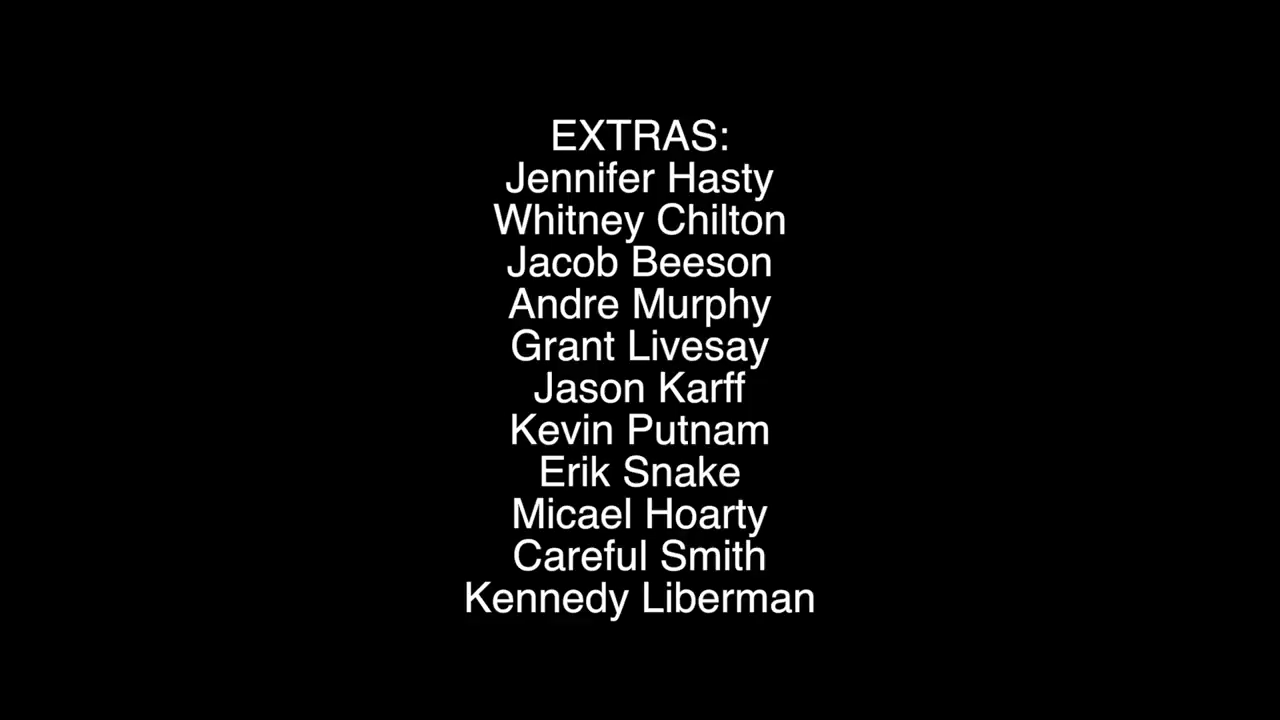 EXTRAS:
Jennifer Hasty
Whitney Chilton
Jacob Beeson
Andre Murphy
Grant Livesay
Jason Karff
Kevin Putnam
Erik Snake
Micael Hoarty
Careful Smith
Kennedy Liberman